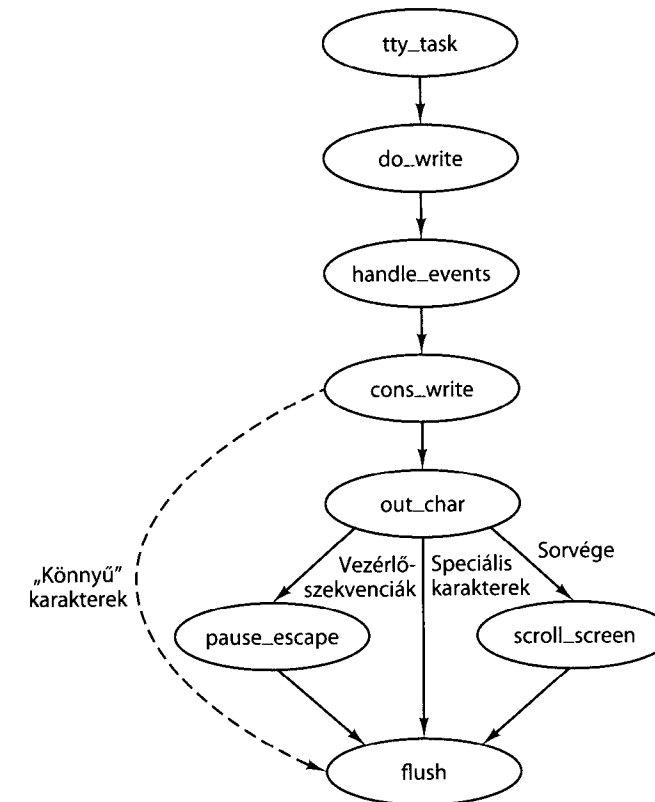 tty_task
do_write
handle_events
cons_write
out_char
„Könnyű”
karakterek
Vezérlő-
szekvenciák
Speciális
karakterek
Sorvége
pause_escape
scroll_screen
flush